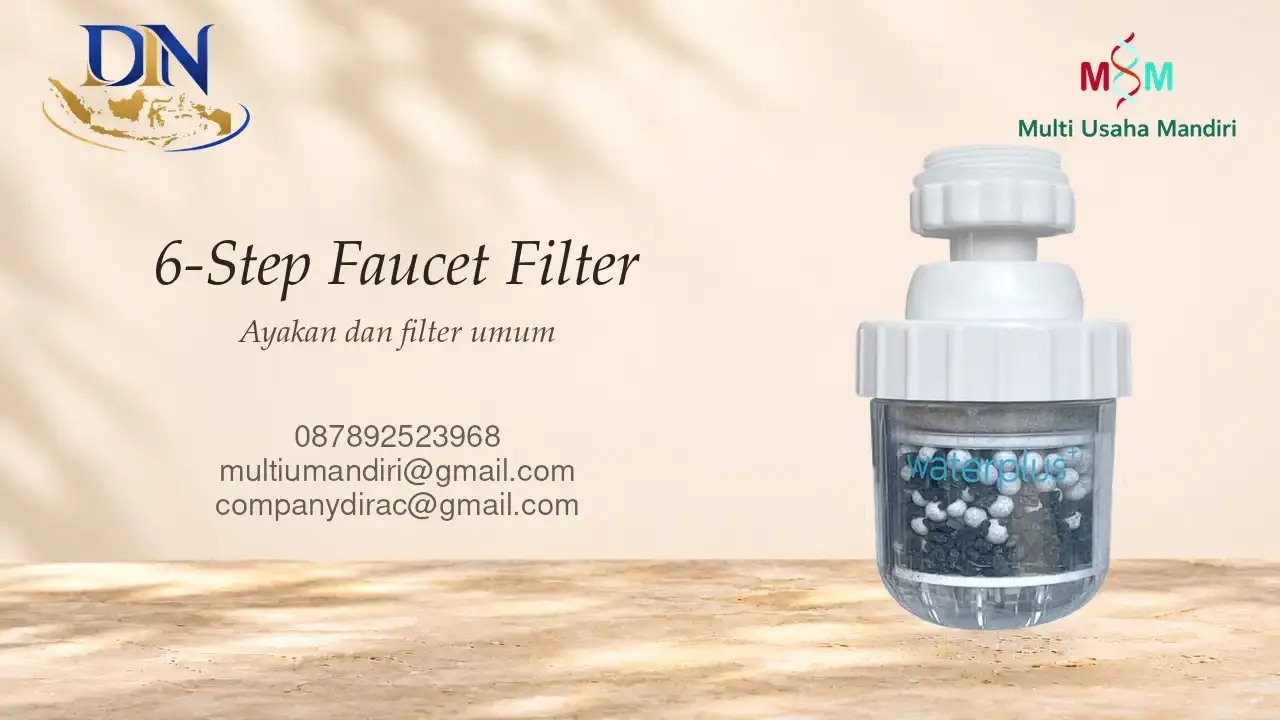 DIN
M M
Multi Usaha Mandiri
6-Step Faucet Filter
Ayakan dan filter umum
087892523968
multiumandiri@gmail.com
companydirac@gmail.com
waterplus+